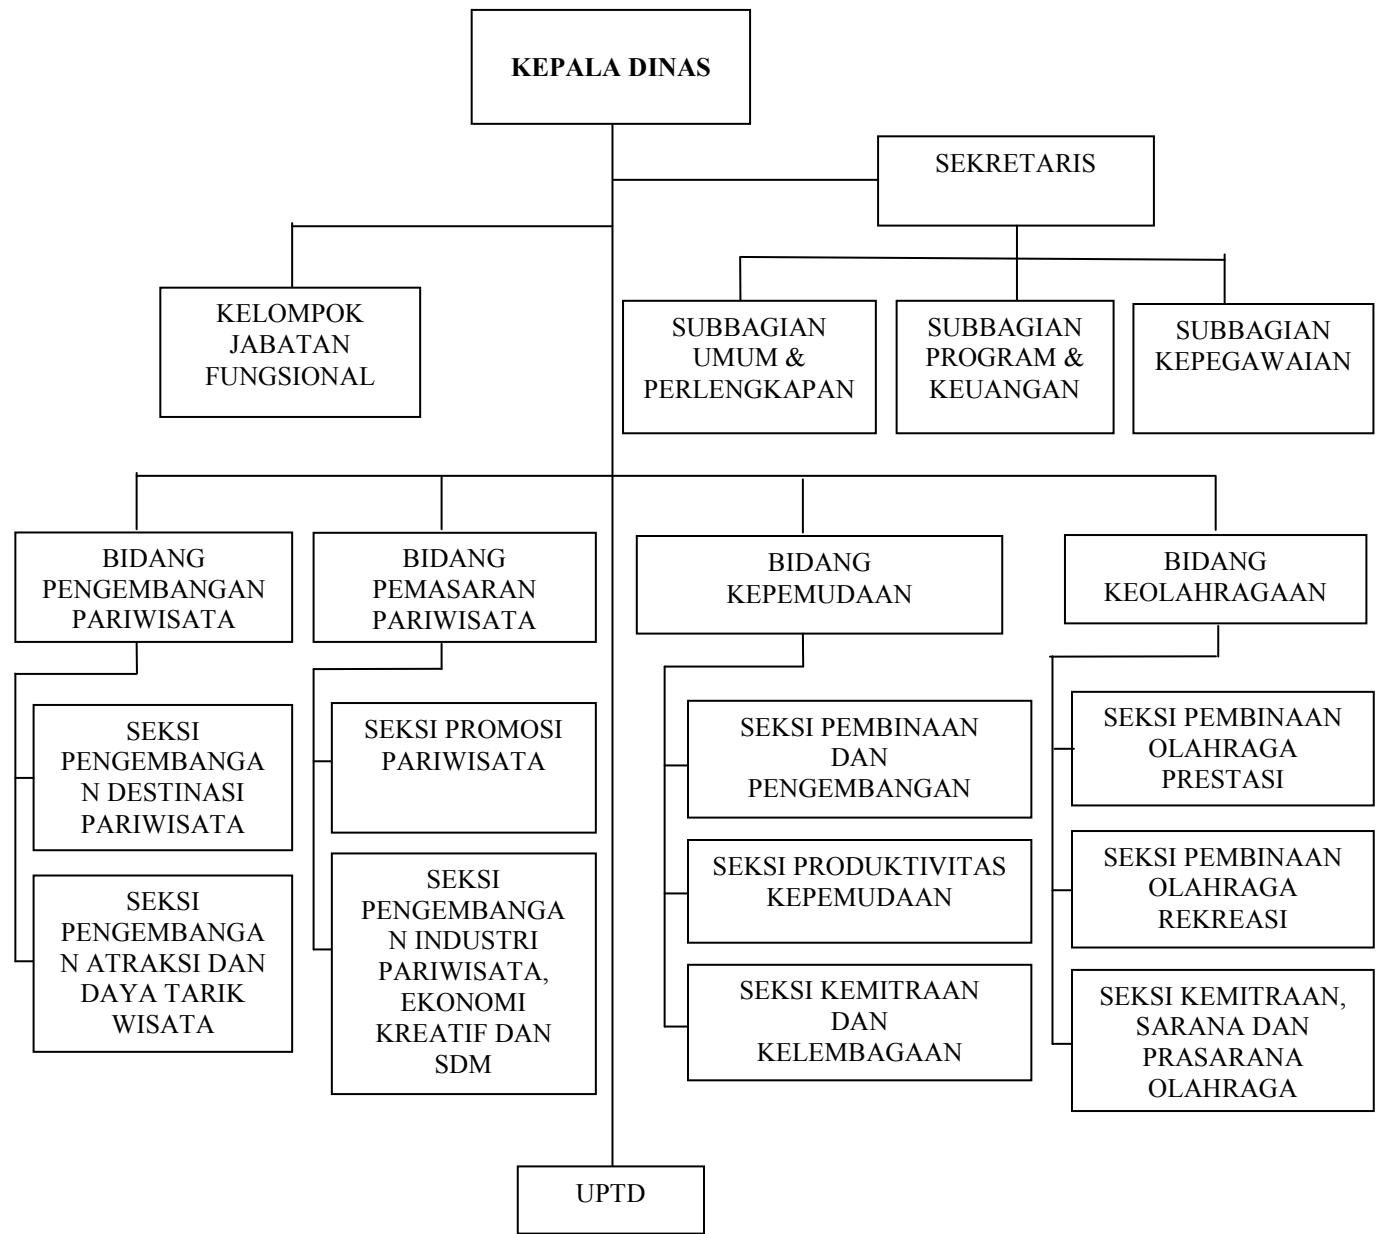 KEPALA DINAS
SEKRETARIS
KELOMPOK
JABATAN
FUNGSIONAL
SUBBAGIAN
UMUM &
PERLENGKAPAN
SUBBAGIAN
PROGRAM &
KEUANGAN
SUBBAGIAN
KEPEGAWAIAN
BIDANG
PENGEMBANGAN
PARIWISATA
BIDANG
PEMASARAN
PARIWISATA
BIDANG
KEPEMUDAAN
BIDANG
KEOLAHRAGAAN
SEKSI
PENGEMBANGA
N DESTINASI
PARIWISATA
SEKSI
PENGEMBANGA
N ATRAKSI DAN
DAYA TARIK
WISATA
SEKSI PROMOSI
PARIWISATA
SEKSI
PENGEMBANGA
N INDUSTRI
PARIWISATA,
EKONOMI
KREATIF DAN
SDM
SEKSI PEMBINAAN
DAN
PENGEMBANGAN
SEKSI PRODUKTIVITAS
KEPEMUDAAN
SEKSI KEMITRAAN
DAN
KELEMBAGAAN
SEKSI PEMBINAAN
OLAHRAGA
PRESTASI
SEKSI PEMBINAAN
OLAHRAGA
REKREASI
SEKSI KEMITRAAN,
SARANA DAN
PRASARANA
OLAHRAGA
UPTD